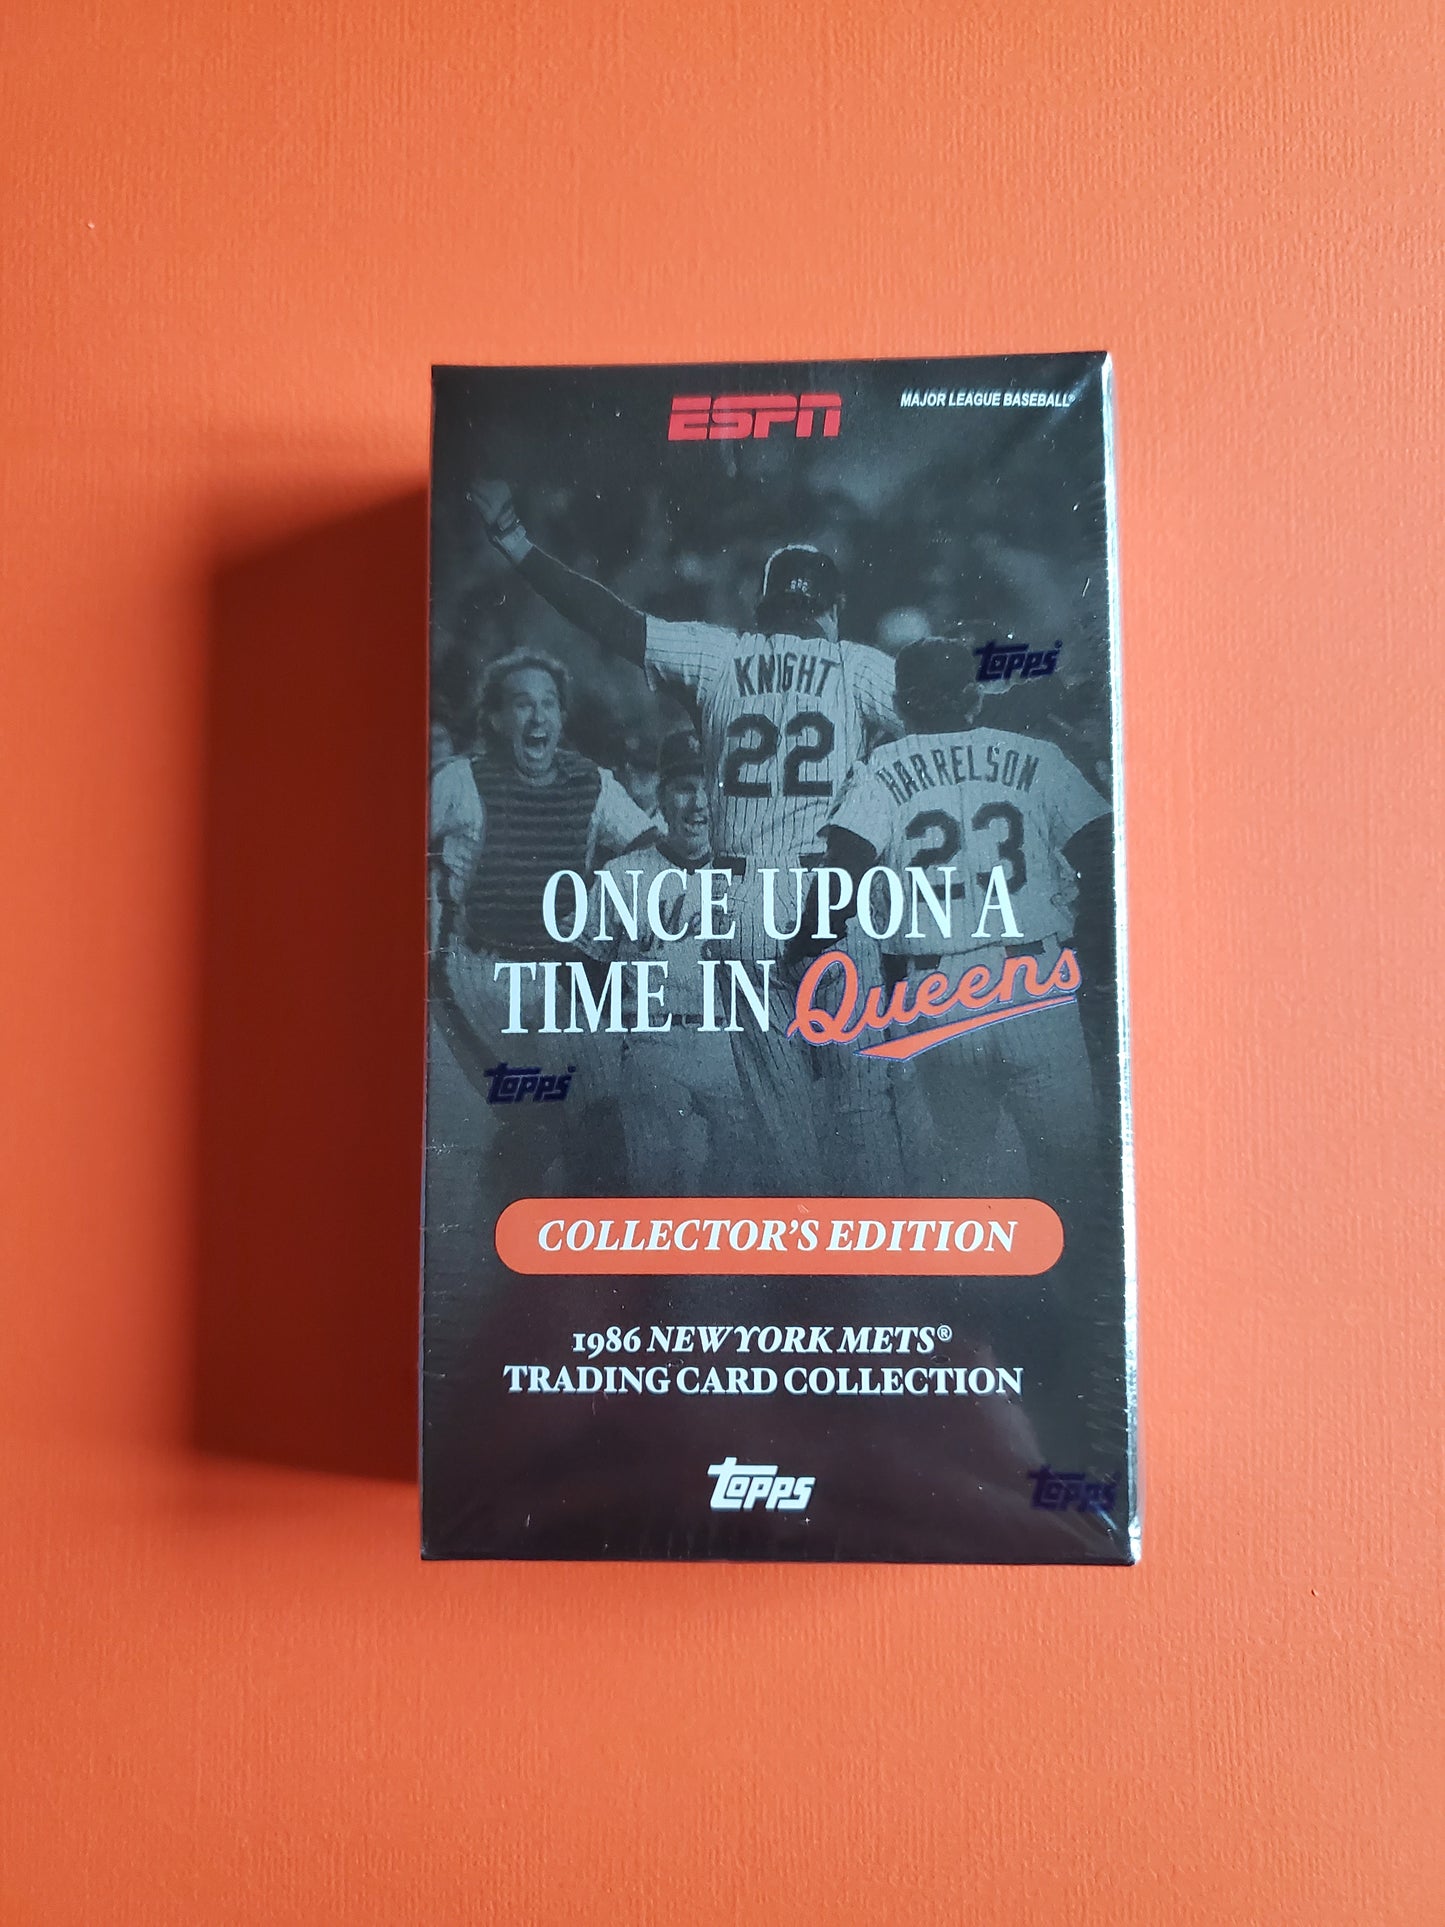 ESPN
MAJOR LEAGUE BASEBALL®
KNIGHT
22
topps®
HARRELSON
23
ONCE UPON A
TIME IN Queens
topps®
COLLECTOR'S EDITION
1986 NEW YORK METS®
TRADING CARD COLLECTION
topps
topps